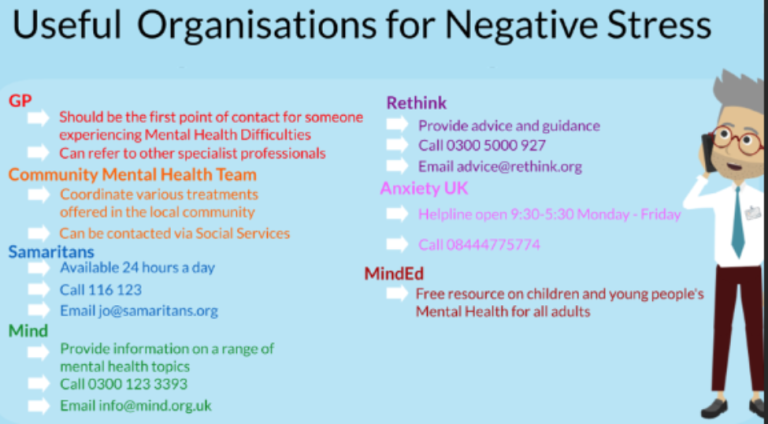 Useful Organisations for Negative Stress
GP
Should be the first point of contact for someone
experiencing Mental Health Difficulties
Can refer to other specialist professionals
Community Mental Health Team
Coordinate various treatments
offered in the local community
Can be contacted via Social Services
Samaritans
Available 24 hours a day
Call 116 123
Email jo@samaritans.org
Mind
Provide information on a range of
mental health topics
Call 0300 123 3393
Email info@mind.org.uk
Rethink
Provide advice and guidance
Call 0300 5000 927
Email advice@rethink.org
Anxiety UK
Helpline open 9:30-5:30 Monday - Friday
Call 08444775774
MindEd
Free resource on children and young people's
Mental Health for all adults